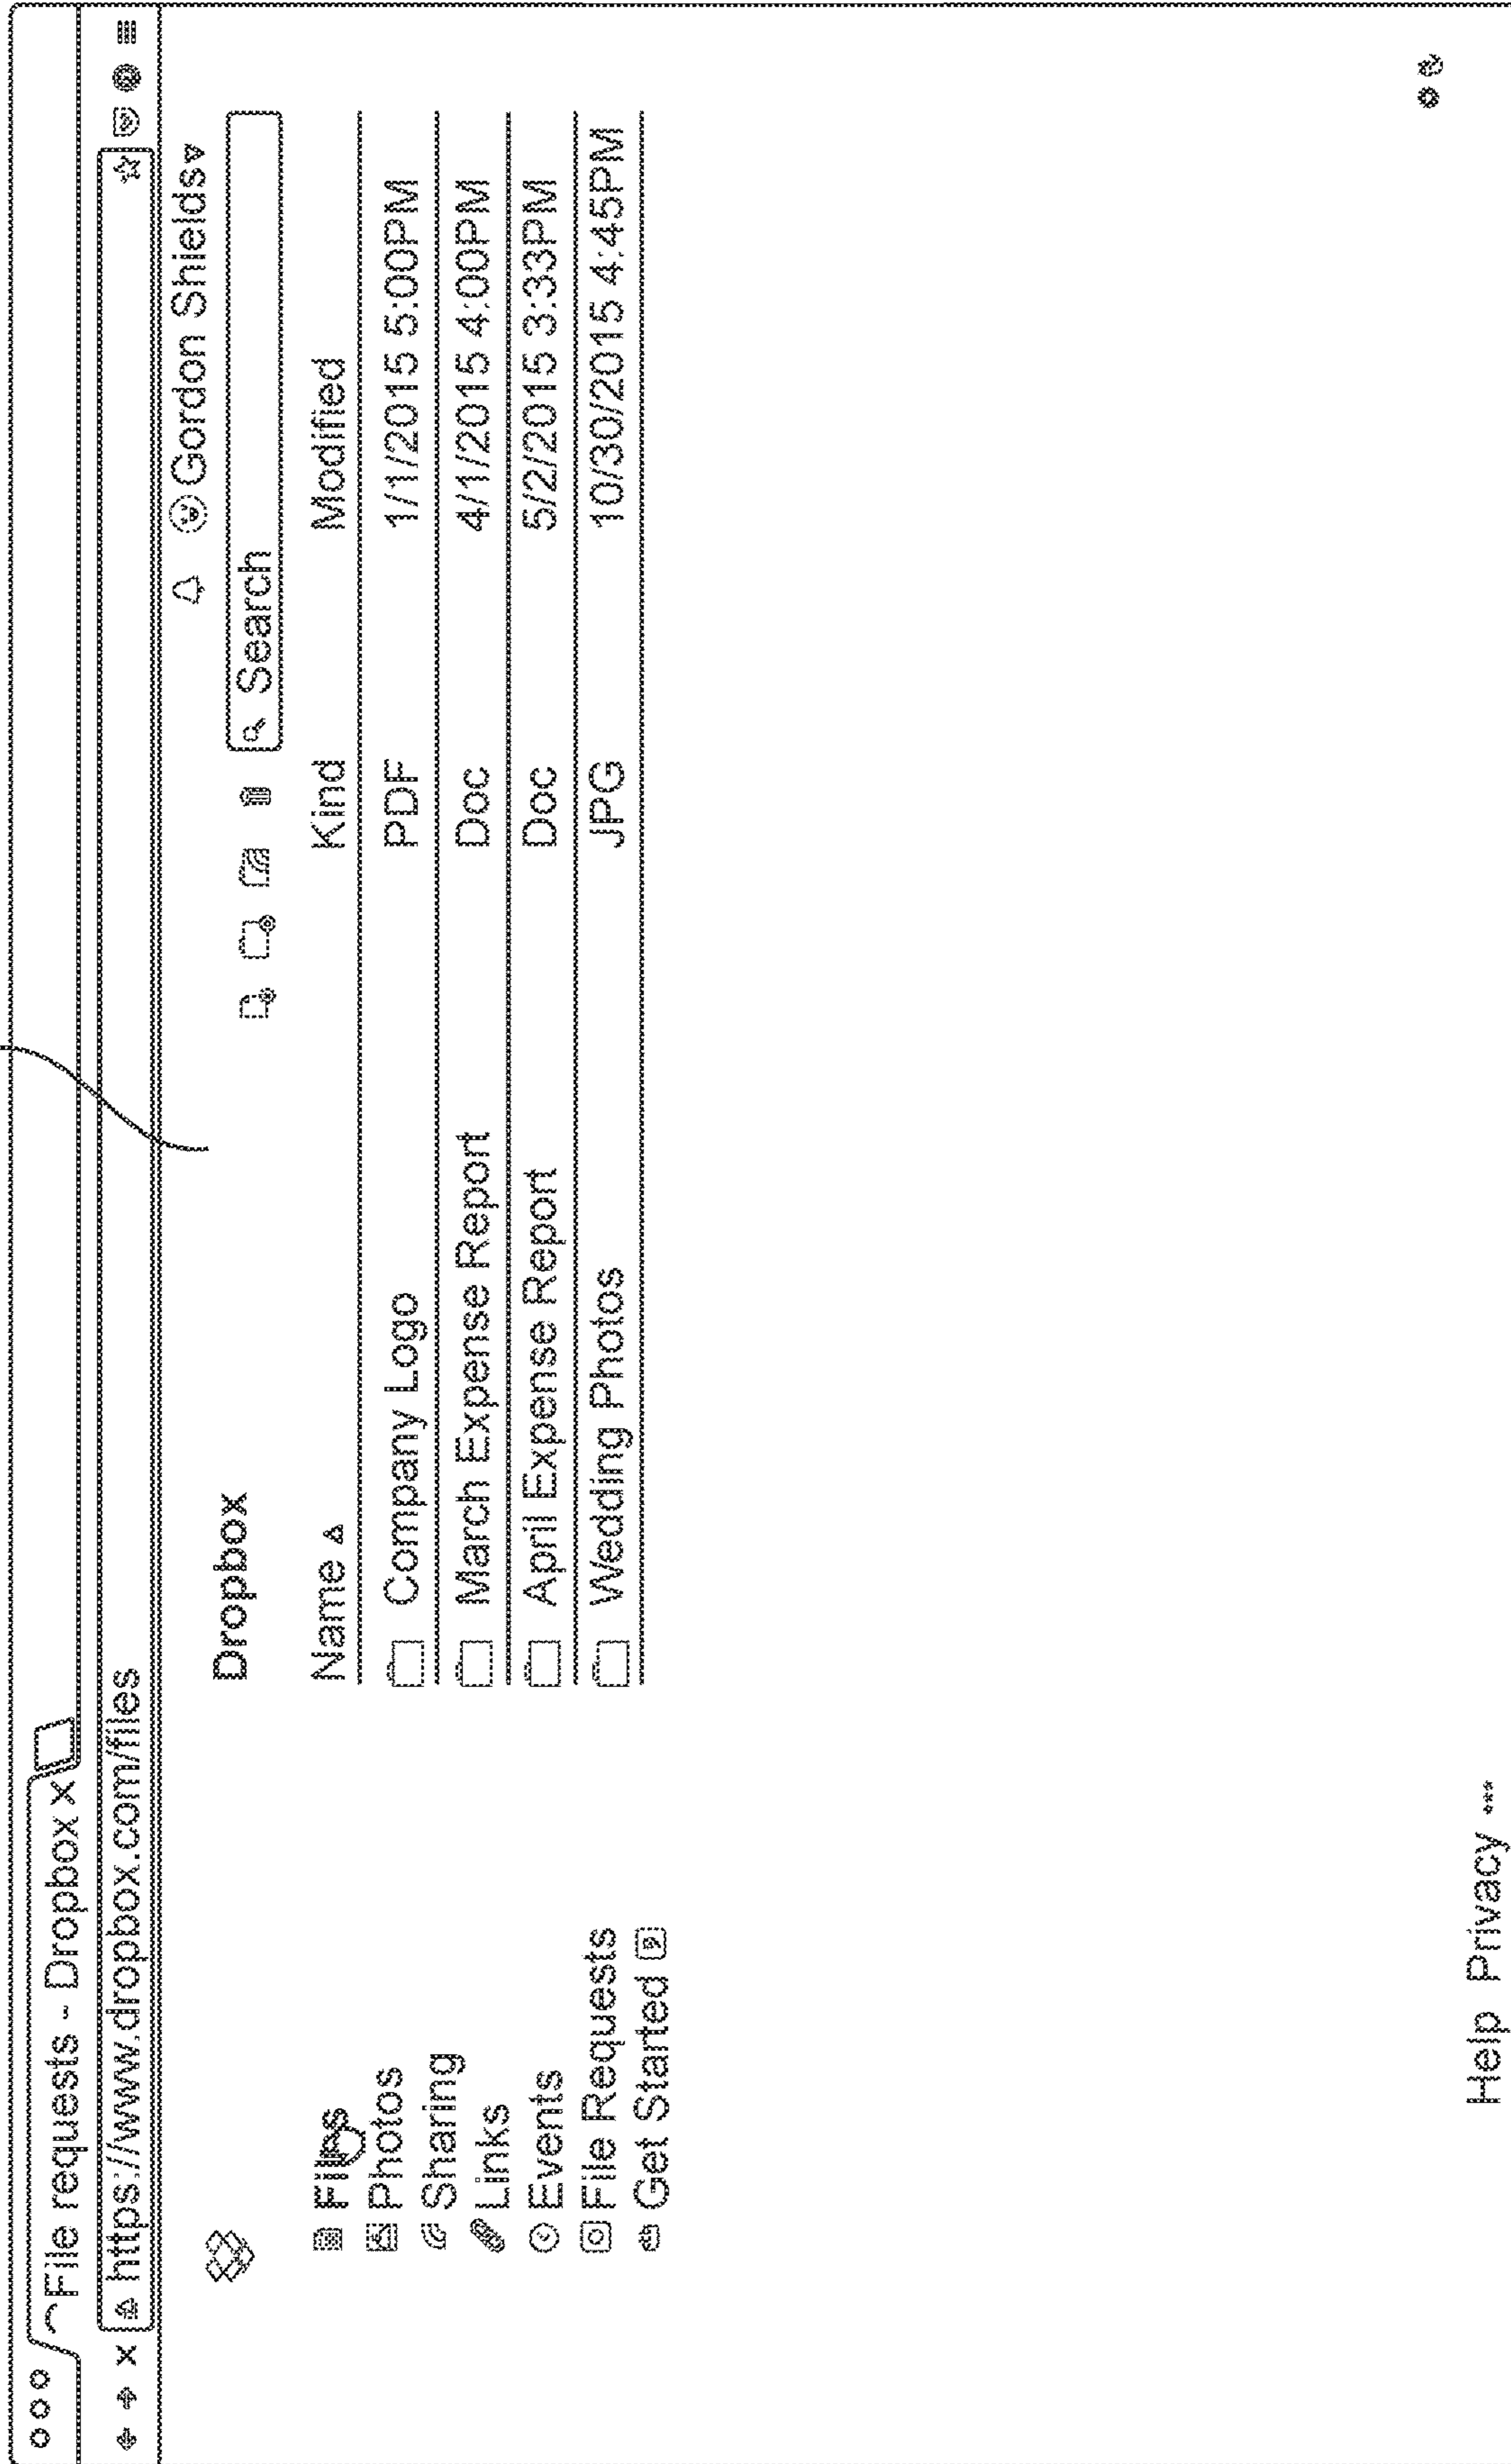 File requests - Dropbox X
https://www.dropbox.com/files
Gordon Shields
Dropbox
Search
Name Kind Modified
Company Logo PDF 1/1/2015 5:00PM
March Expense Report Doc 4/1/2015 4:00PM
April Expense Report Doc 5/2/2015 3:33PM
Wedding Photos JPG 10/30/2015 4:45PM
Files
Photos
Sharing
Links
Events
File Requests
Get Started
Help Privacy •••